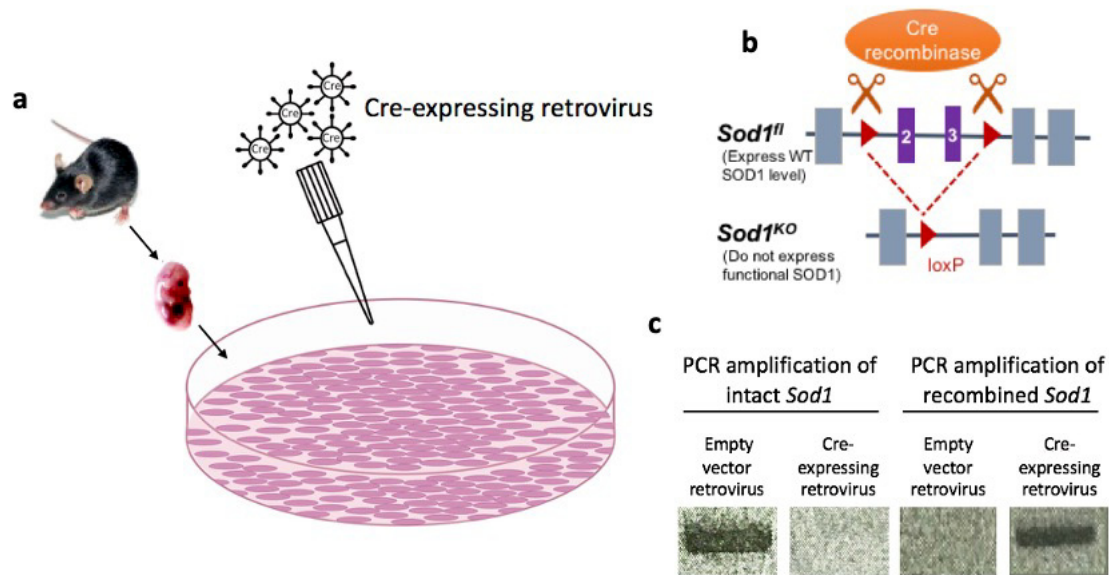 a
Cre
Cre
Cre
Cre
Cre-expressing retrovirus
b
Cre
recombinase
Sod1fl
(Express WT
SOD1 level)
2
3
Sod1KO
(Do not express
functional SOD1)
loxP
c
PCR amplification of
intact Sod1
PCR amplification of
recombined Sod1
Empty
vector
retrovirus
Cre-
expressing
retrovirus
Empty
vector
retrovirus
Cre-
expressing
retrovirus